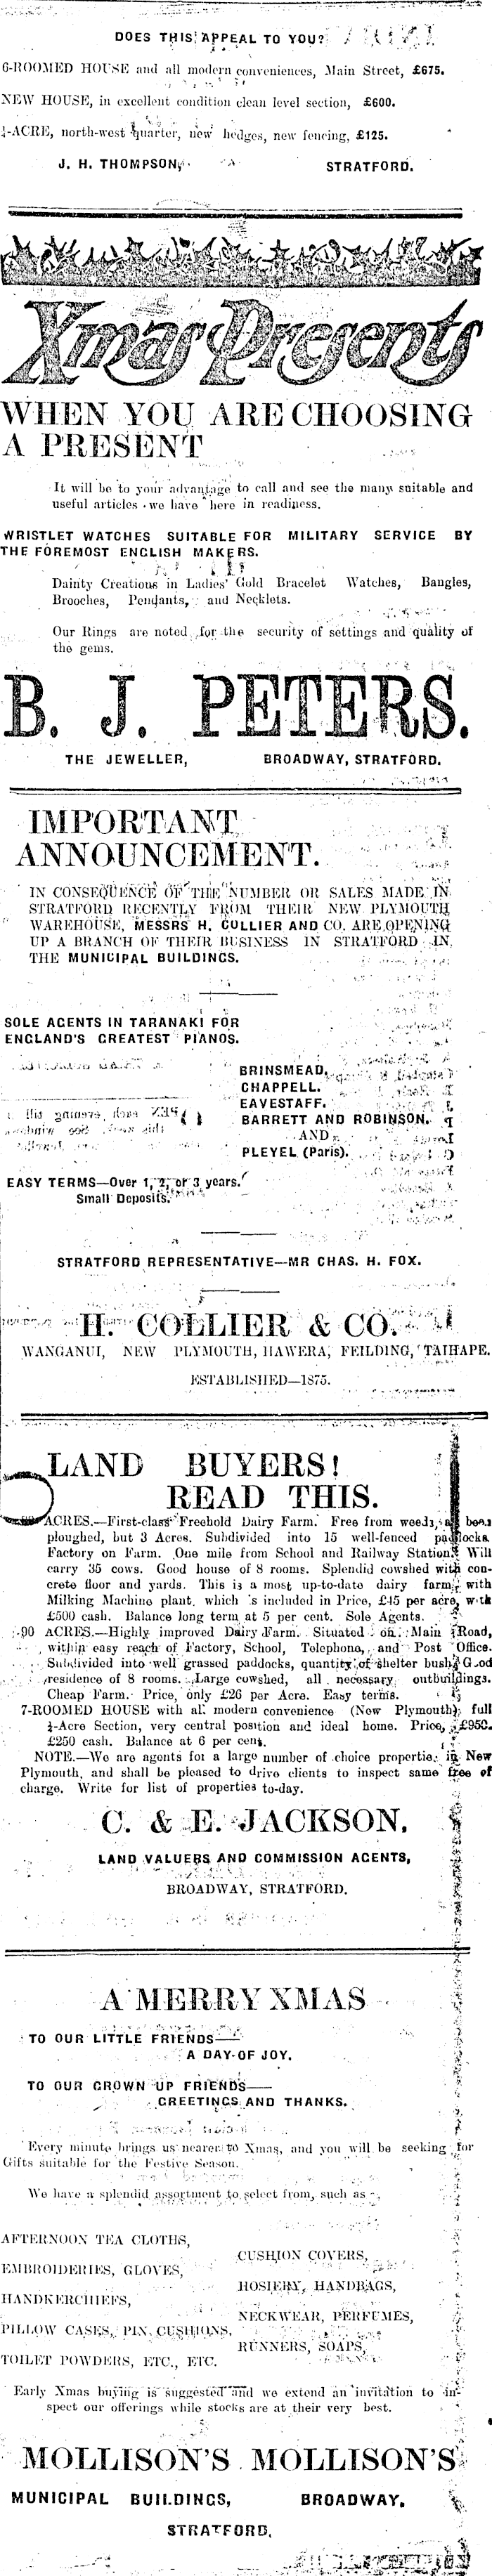 DOES THIS APPEAL TO YOU?
6-ROOMED HOUSE and all modern conveniences, Main Street, £675.
NEW HOUSE, in excellent condition clean level section, £600.
¼-ACRE, north-west quarter, new hedges, new fencing, £125.
J. H. THOMPSON, STRATFORD.
Xmas Presents
WHEN YOU ARE CHOOSING
A PRESENT
It will be to your advantage to call and see the many suitable and
useful articles we have here in readiness.
WRISTLET WATCHES SUITABLE FOR MILITARY SERVICE BY
THE FOREMOST ENGLISH MAKERS.
Dainty Creations in Ladies' Gold Bracelet Watches, Bangles,
Brooches, Pendants, and Necklets.
Our Rings are noted for the security of settings and quality of
the gems.
B. J. PETERS.
THE JEWELLER, BROADWAY, STRATFORD.
IMPORTANT
ANNOUNCEMENT.
IN CONSEQUENCE OF THE NUMBER OR SALES MADE IN
STRATFORD RECENTLY FROM THEIR NEW PLYMOUTH
WAREHOUSE, MESSRS H. COLLIER AND CO. ARE OPENING
UP A BRANCH OF THEIR BUSINESS IN STRATFORD IN
THE MUNICIPAL BUILDINGS.
SOLE AGENTS IN TARANAKI FOR
ENGLAND'S GREATEST PIANOS.
BRINSMEAD,
CHAPPELL.
EAVESTAFF.
BARRETT AND ROBINSON.
AND
PLEYEL (Paris).
EASY TERMS—Over 1, 2, or 3 years.
Small Deposits.
STRATFORD REPRESENTATIVE—MR CHAS. H. FOX.
H. COLLIER & CO.
WANGANUI, NEW PLYMOUTH, HAWERA, FEILDING, TAIHAPE.
ESTABLISHED—1875.
LAND BUYERS!
READ THIS.
ACRES.—First-class Freehold Dairy Farm. Free from weeds, been
ploughed, but 3 Acres. Subdivided into 15 well-fenced paddocks.
Factory on Farm. One mile from School and Railway Station. Will
carry 35 cows. Good house of 8 rooms. Splendid cowshed with con-
crete floor and yards. This is a most up-to-date dairy farm, with
Milking Machine plant, which 's included in Price, £45 per acre, with
£500 cash. Balance long term at 5 per cent. Sole Agents.
90 ACRES.—Highly improved Dairy Farm. Situated on Main Road,
within easy reach of Factory, School, Telephone, and Post Office.
Subdivided into well grassed paddocks, quantity of shelter bush. Good
residence of 8 rooms. Large cowshed, all necessary outbuildings.
Cheap Farm. Price, only £26 per Acre. Easy terms.
7-ROOMED HOUSE with all modern convenience (New Plymouth), full
¼-Acre Section, very central position and ideal home. Price, £950.
£250 cash. Balance at 6 per cent.
NOTE.—We are agents for a large number of choice properties in New
Plymouth, and shall be pleased to drive clients to inspect same free of
charge. Write for list of properties to-day.
C. & E. JACKSON.
LAND VALUERS AND COMMISSION AGENTS,
BROADWAY, STRATFORD.
A MERRY XMAS
TO OUR LITTLE FRIENDS—
A DAY OF JOY.
TO OUR GROWN UP FRIENDS—
GREETINGS AND THANKS.
Every minute brings us nearer to Xmas, and you will be seeking for
Gifts suitable for the Festive Season.
We have a splendid assortment to select from, such as
AFTERNOON TEA CLOTHS,
CUSHION COVERS,
EMBROIDERIES, GLOVES,
HOSIERY, HANDBAGS,
HANDKERCHIEFS,
NECKWEAR, PERFUMES,
PILLOW CASES, PIN CUSHIONS,
RUNNERS, SOAPS,
TOILET POWDERS, ETC., ETC.
Early Xmas buying is suggested and we extend an invitation to in-
spect our offerings while stocks are at their very best.
MOLLISON'S MOLLISON'S
MUNICIPAL BUILDINGS, BROADWAY,
STRATFORD.